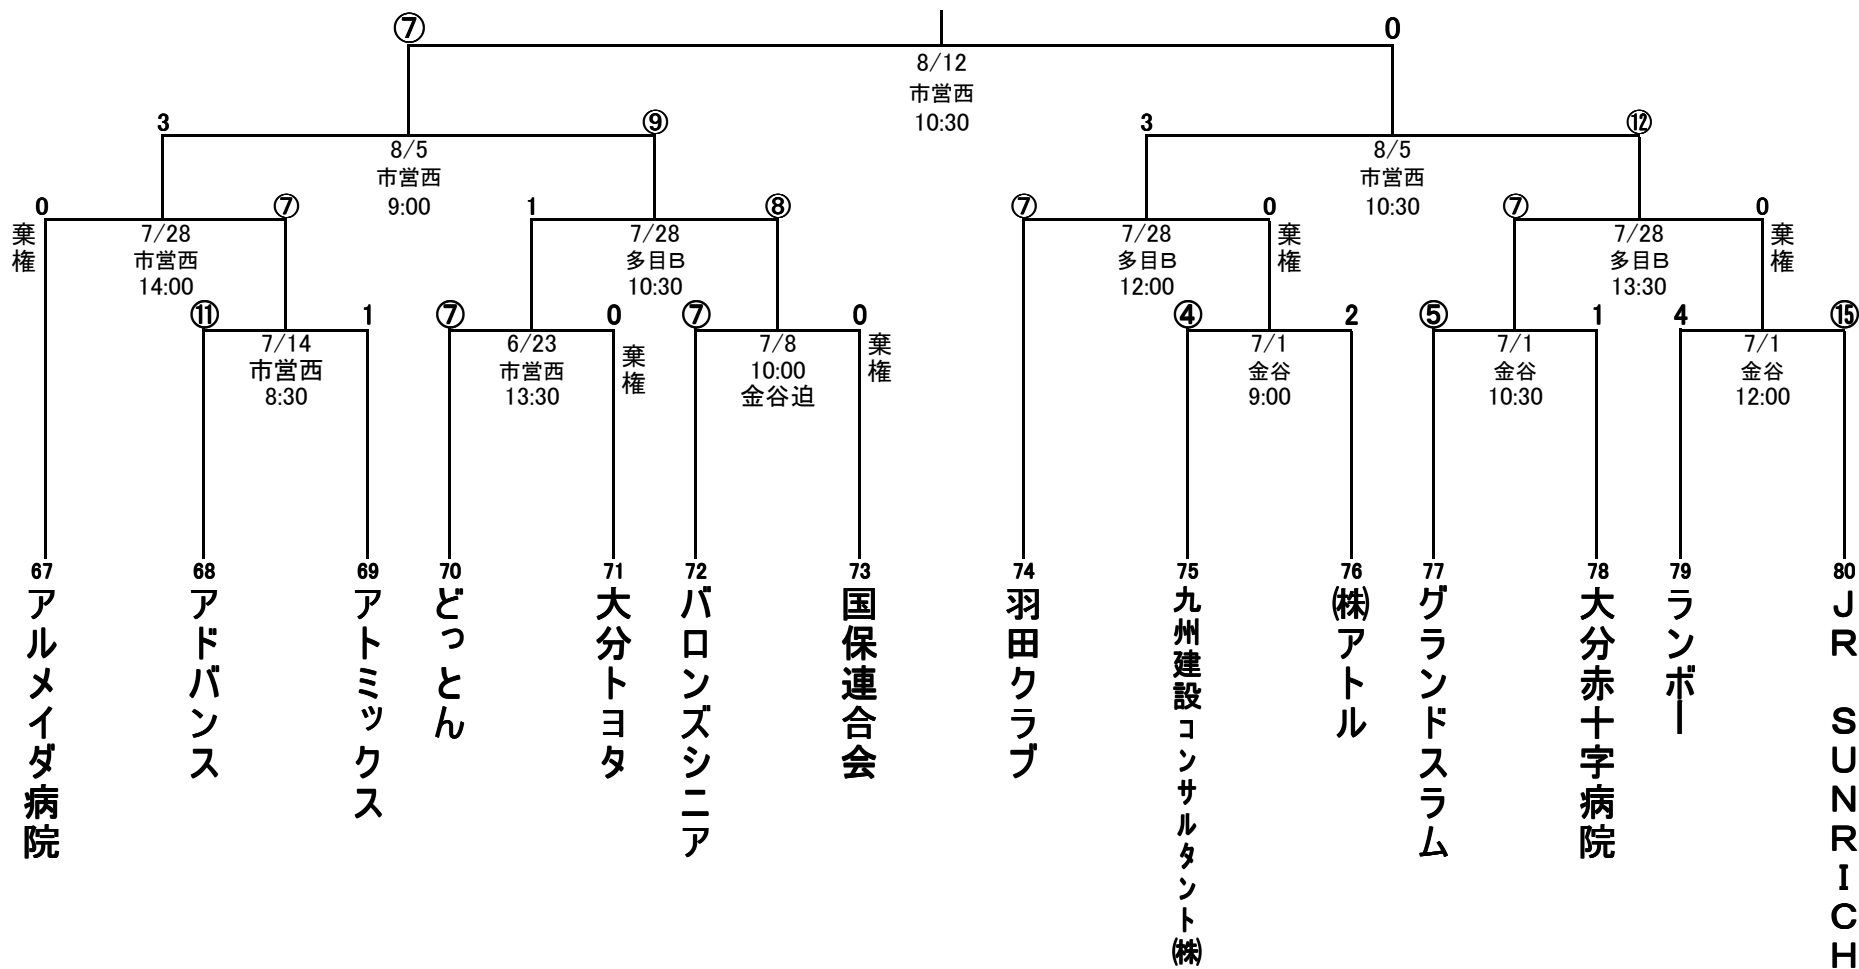 ⑦ 0
8/12
市営西
10:30
3 ⑨ 3 ⑫
8/5
市営西
9:00
8/5
市営西
10:30
0 ⑦ 1 ⑧ ⑦ 0 ⑦ 0
棄権
7/28
市営西
14:00
7/28
多目B
10:30
7/28
多目B
12:00
棄権
7/28
多目B
13:30
棄権
⑪ 1 ⑦ 0 ⑦ 0 ④ 2 ⑤ 1 4 ⑮
7/14
市営西
8:30
6/23
市営西
13:30
棄権
7/8
10:00
金谷迫
棄権
7/1
金谷
9:00
7/1
金谷
10:30
7/1
金谷
12:00
67
アルメイダ病院
68
アドバンス
69
アトミックス
70
どっとん
71
大分トヨタ
72
バロンズシニア
73
国保連合会
74
羽田クラブ
75
九州建設コンサルタント㈱
76
㈱アトル
77
グランドスラム
78
大分赤十字病院
79
ランボー
80
JR SUNRICH